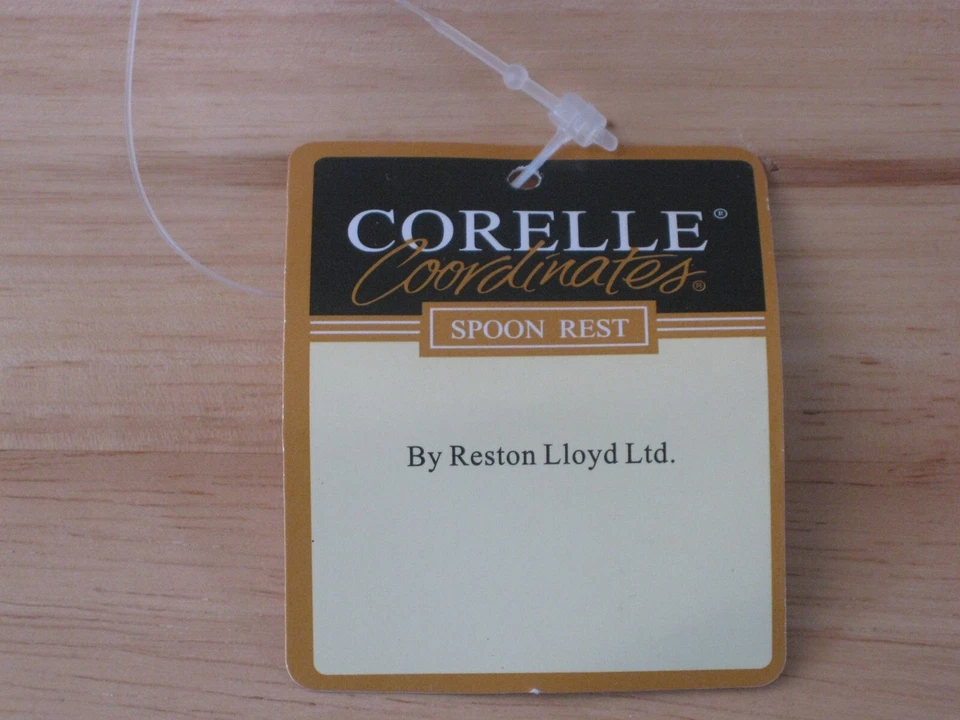 CORELLE®
Coordinates®
SPOON REST
By Reston Lloyd Ltd.